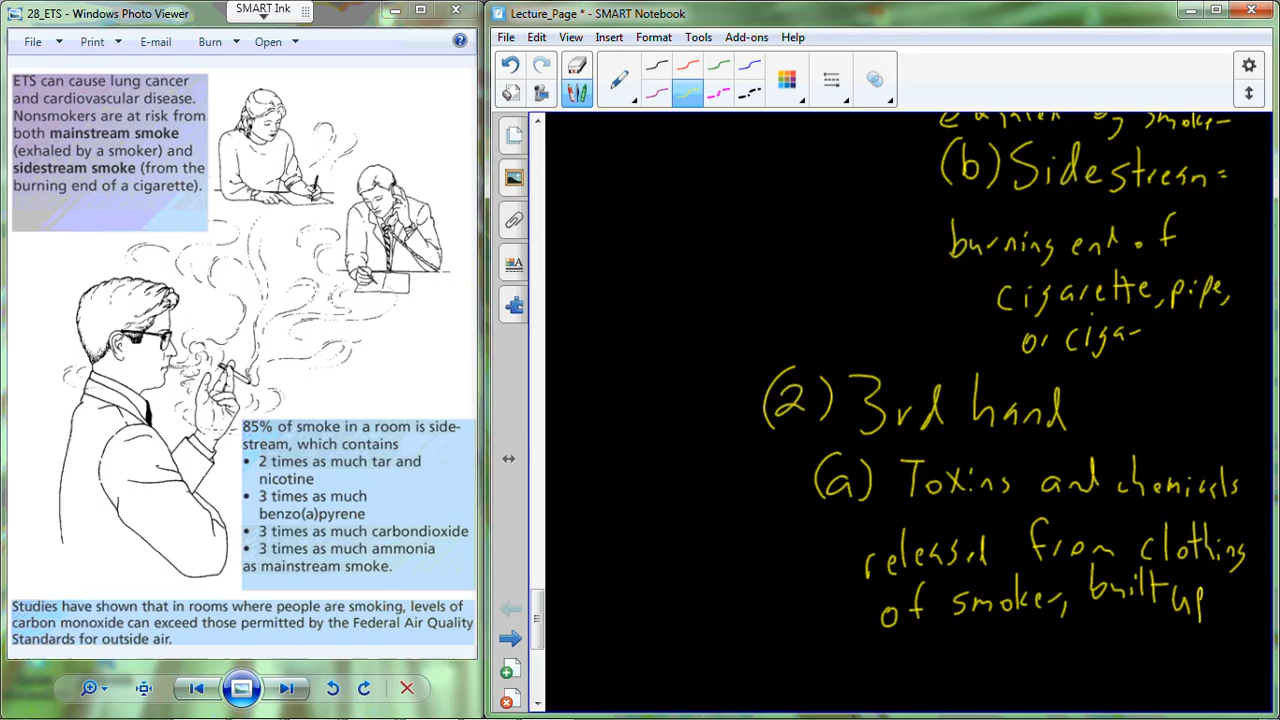 28_ETS - Windows Photo Viewer
SMART Ink
File Print E-mail Burn Open
ETS can cause lung cancer
and cardiovascular disease.
Nonsmokers are at risk from
both mainstream smoke
(exhaled by a smoker) and
sidestream smoke (from the
burning end of a cigarette).
85% of smoke in a room is side-
stream, which contains
• 2 times as much tar and
nicotine
• 3 times as much
benzo(a)pyrene
• 3 times as much carbondioxide
• 3 times as much ammonia
as mainstream smoke.
Studies have shown that in rooms where people are smoking, levels of
carbon monoxide can exceed those permitted by the Federal Air Quality
Standards for outside air.
Lecture_Page * - SMART Notebook
File Edit View Insert Format Tools Add-ons Help
by smoker
(b) Sidestream =
burning end of
cigarette, pipe,
or cigar
(2) 3rd hand
(a) Toxins and chemicals
released from clothing
of smoker, built up